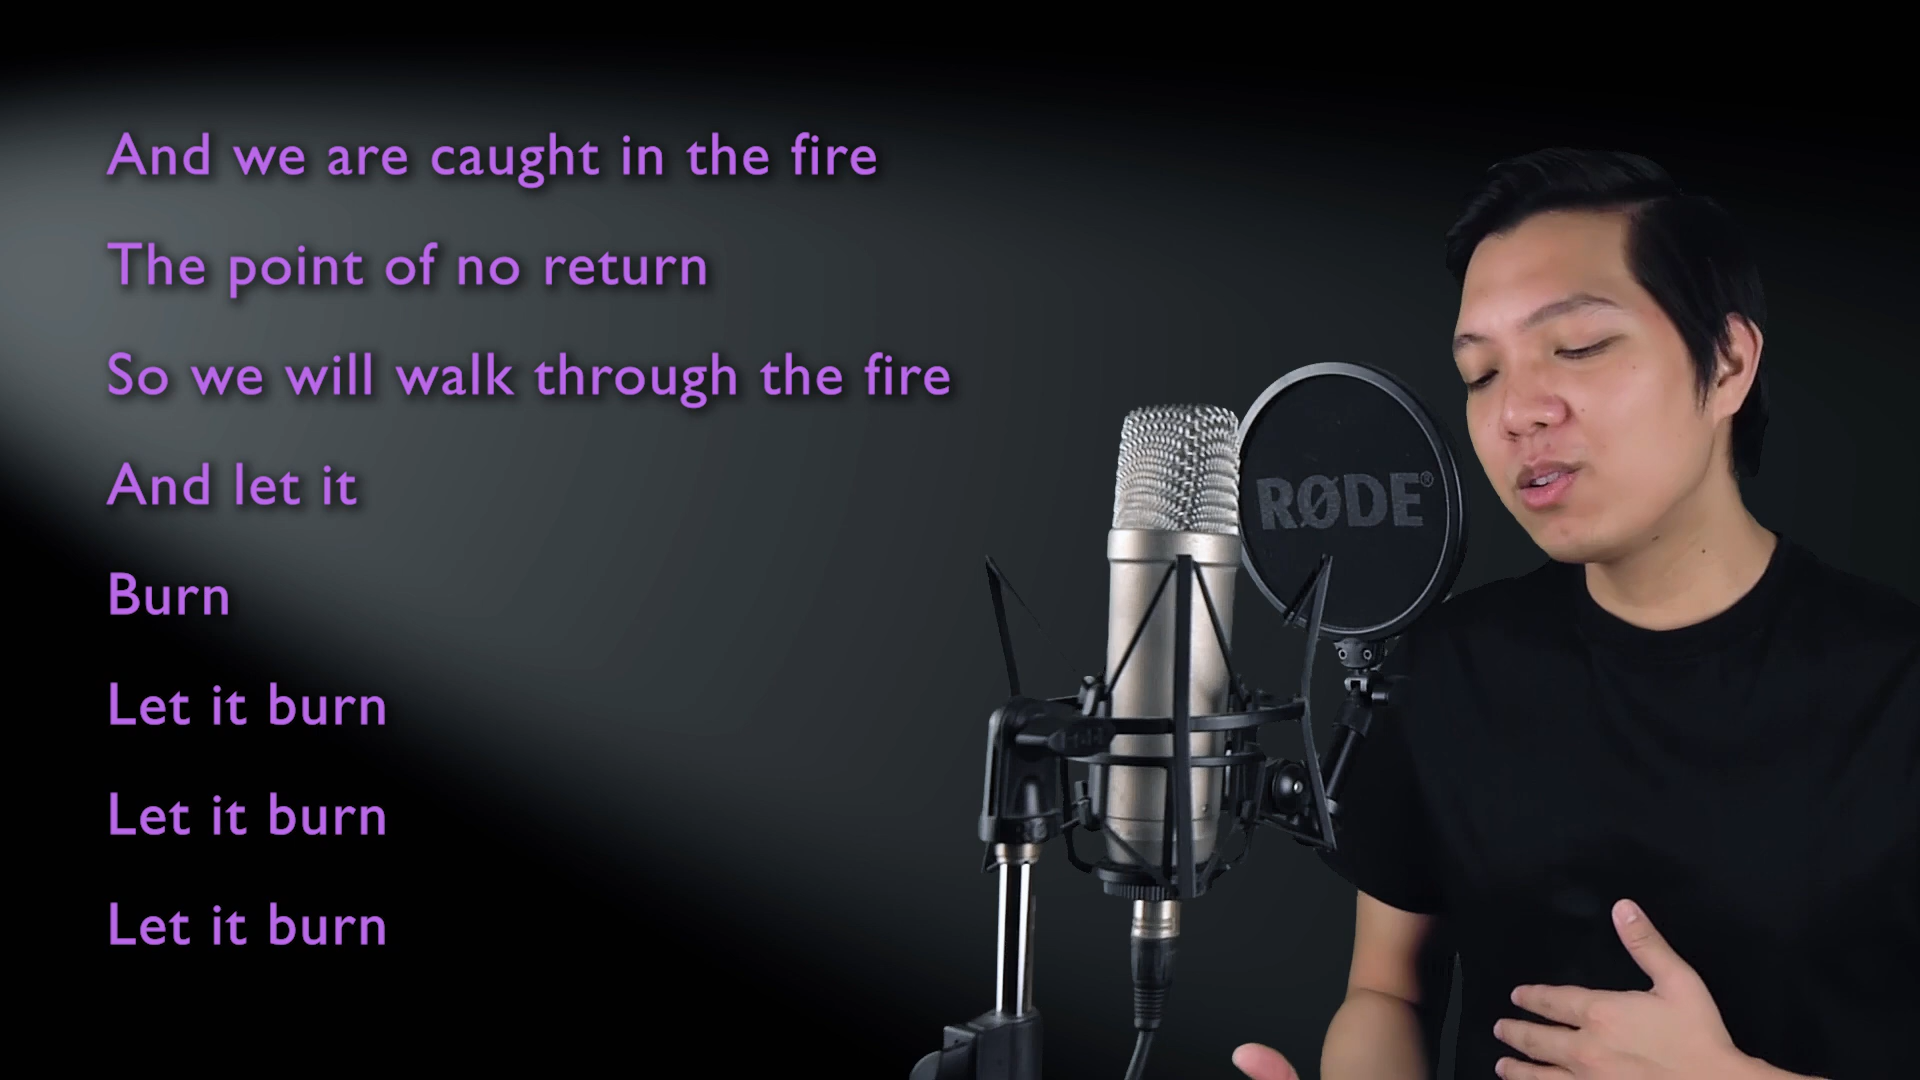 And we are caught in the fire
The point of no return
So we will walk through the fire
And let it
Burn
Let it burn
Let it burn
Let it burn
RØDE®